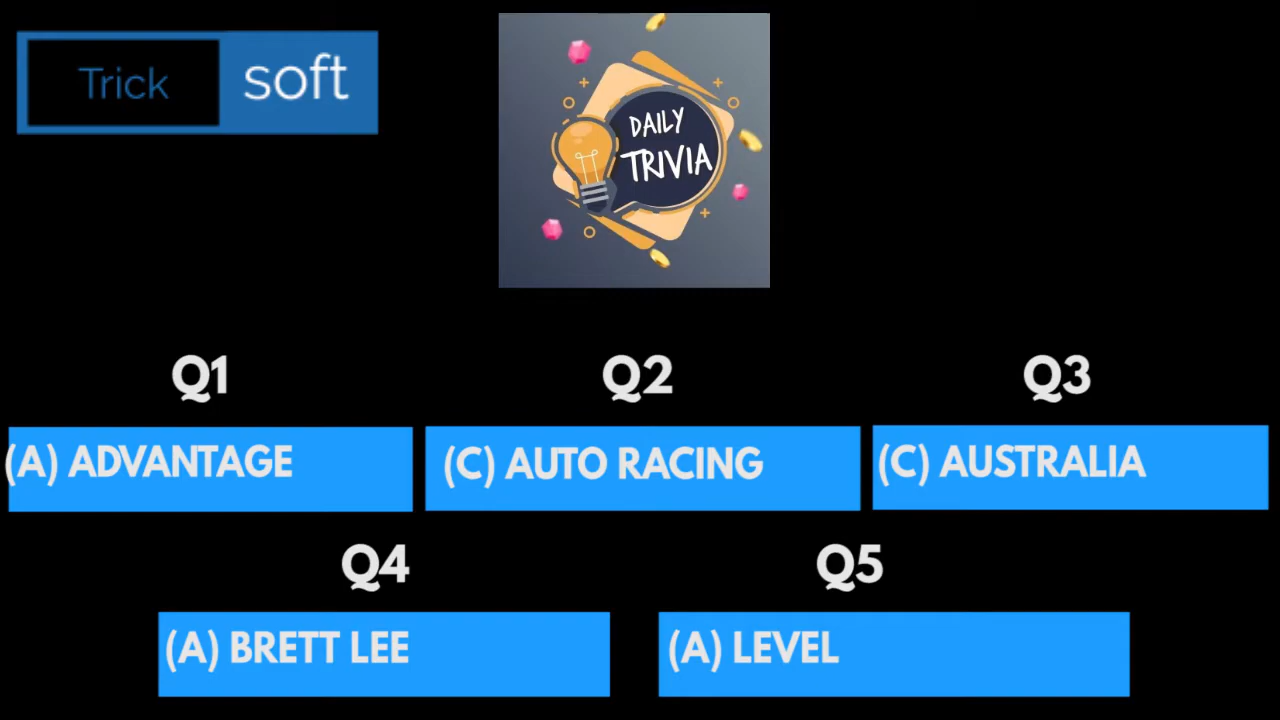 Trick soft
DAILY
TRIVIA
Q1
Q2
Q3
(A) ADVANTAGE
(C) AUTO RACING
(C) AUSTRALIA
Q4
Q5
(A) BRETT LEE
(A) LEVEL